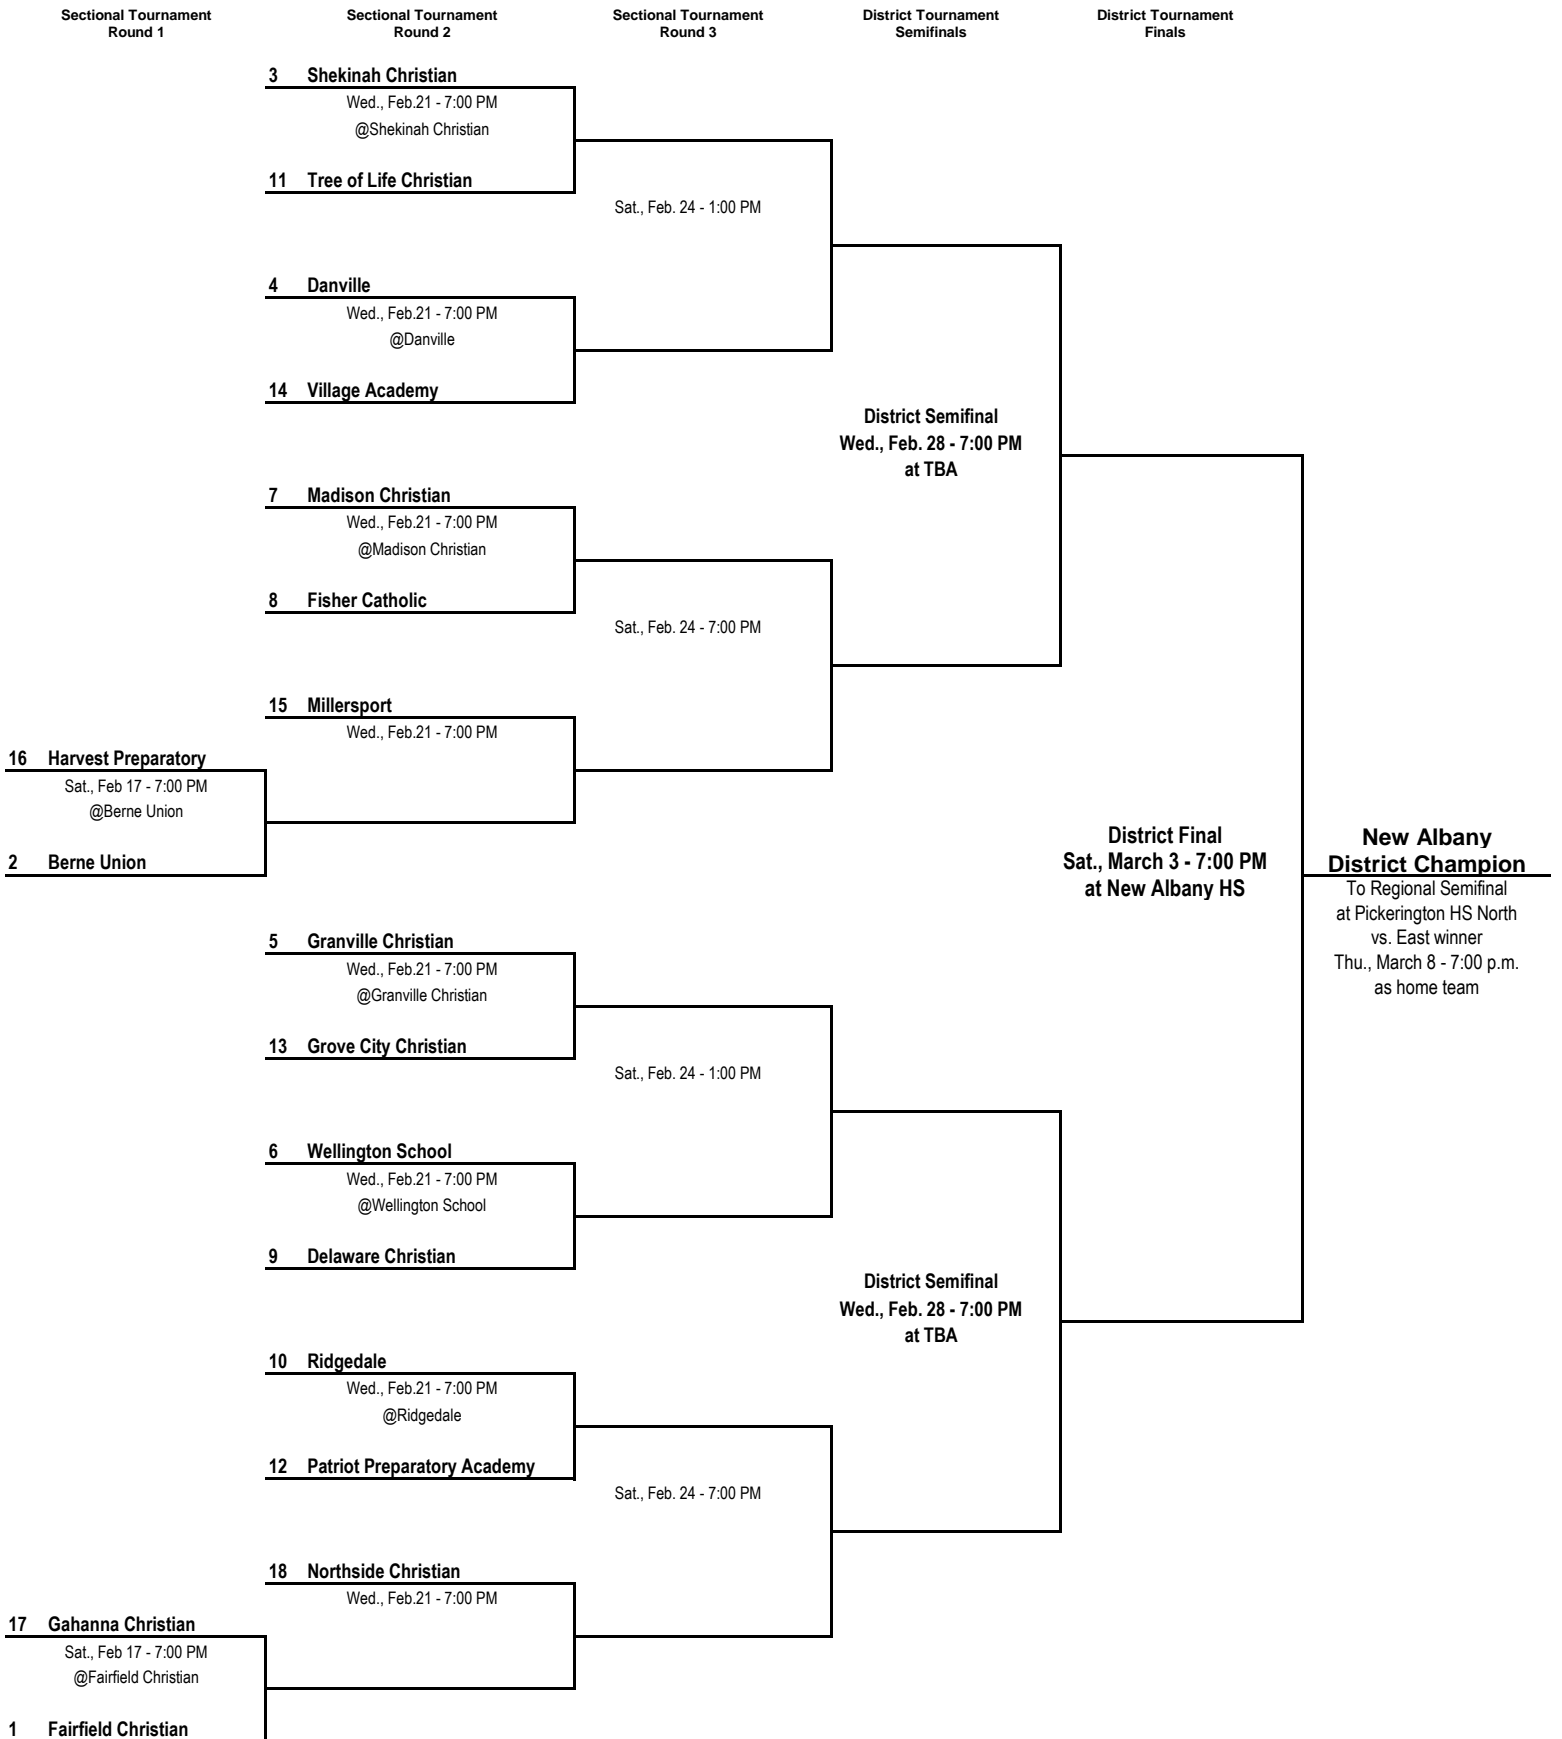 Sectional Tournament
Round 1
Sectional Tournament
Round 2
Sectional Tournament
Round 3
District Tournament
Semifinals
District Tournament
Finals
3 Shekinah Christian
Wed., Feb.21 - 7:00 PM
@Shekinah Christian
11 Tree of Life Christian
Sat., Feb. 24 - 1:00 PM
4 Danville
Wed., Feb.21 - 7:00 PM
@Danville
14 Village Academy
District Semifinal
Wed., Feb. 28 - 7:00 PM
at TBA
7 Madison Christian
Wed., Feb.21 - 7:00 PM
@Madison Christian
8 Fisher Catholic
Sat., Feb. 24 - 7:00 PM
15 Millersport
Wed., Feb.21 - 7:00 PM
16 Harvest Preparatory
Sat., Feb 17 - 7:00 PM
@Berne Union
2 Berne Union
District Final
Sat., March 3 - 7:00 PM
at New Albany HS
New Albany
District Champion
To Regional Semifinal
at Pickerington HS North
vs. East winner
Thu., March 8 - 7:00 p.m.
as home team
5 Granville Christian
Wed., Feb.21 - 7:00 PM
@Granville Christian
13 Grove City Christian
Sat., Feb. 24 - 1:00 PM
6 Wellington School
Wed., Feb.21 - 7:00 PM
@Wellington School
9 Delaware Christian
District Semifinal
Wed., Feb. 28 - 7:00 PM
at TBA
10 Ridgedale
Wed., Feb.21 - 7:00 PM
@Ridgedale
12 Patriot Preparatory Academy
Sat., Feb. 24 - 7:00 PM
18 Northside Christian
Wed., Feb.21 - 7:00 PM
17 Gahanna Christian
Sat., Feb 17 - 7:00 PM
@Fairfield Christian
1 Fairfield Christian